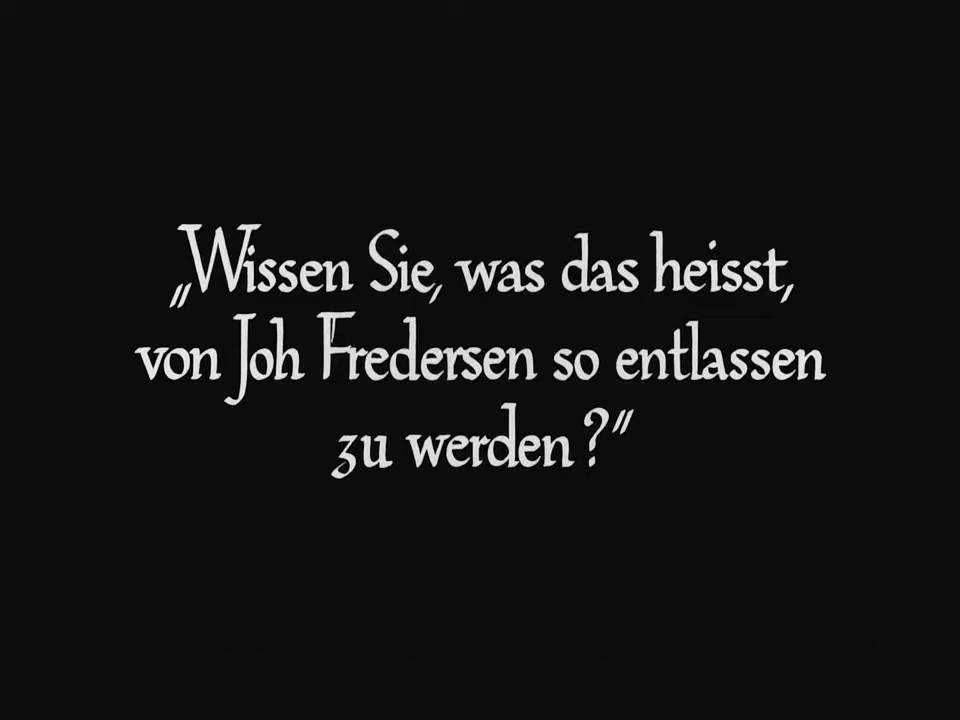 „Wissen Sie, was das heisst,
von Joh Fredersen so entlassen
zu werden?"